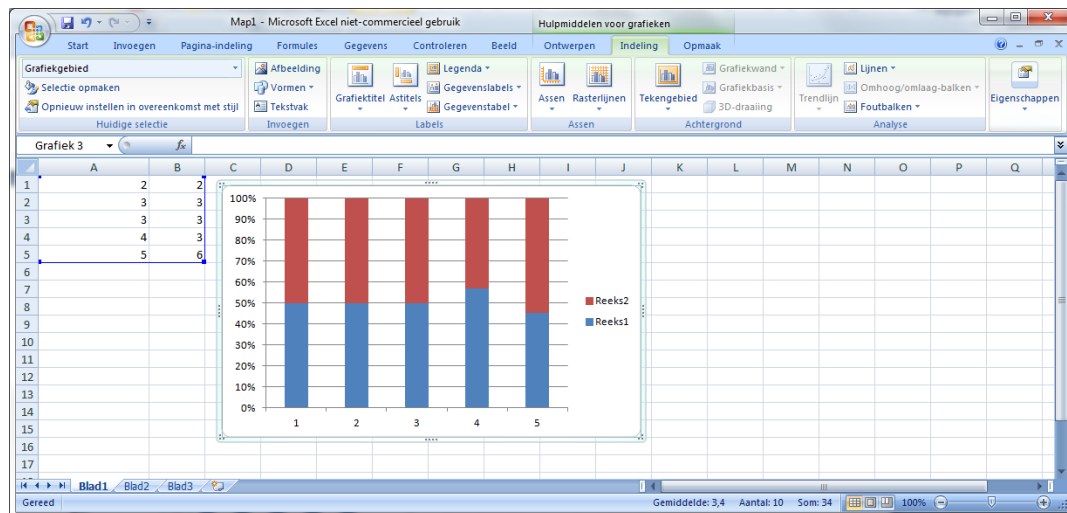 Map1 - Microsoft Excel niet-commercieel gebruik
Hulpmiddelen voor grafieken
Start Invoegen Pagina-indeling Formules Gegevens Controleren Beeld Ontwerpen Indeling Opmaak
Grafiekgebied
Selectie opmaken
Opnieuw instellen in overeenkomst met stijl
Huidige selectie
Afbeelding
Vormen
Tekstvak
Invoegen
Grafiektitel Astitels
Legenda
Gegevenslabels
Gegevenstabel
Labels
Assen Rasterlijnen
Assen
Tekengebied
Grafiekwand
Grafiekbasis
3D-draaiing
Achtergrond
Trendlijn
Lijnen
Omhoog/omlaag-balken
Foutbalken
Analyse
Eigenschappen
Grafiek 3 fx
A B C D E F G H I J K L M N O P Q
1 2 2
2 3 3
3 3 3
4 4 3
5 5 6
6
7
8
9
10
11
12
13
14
15
16
17
100%
90%
80%
70%
60%
50%
40%
30%
20%
10%
0%
1 2 3 4 5
Reeks2
Reeks1
Blad1 Blad2 Blad3
Gereed Gemiddelde: 3,4 Aantal: 10 Som: 34 100%